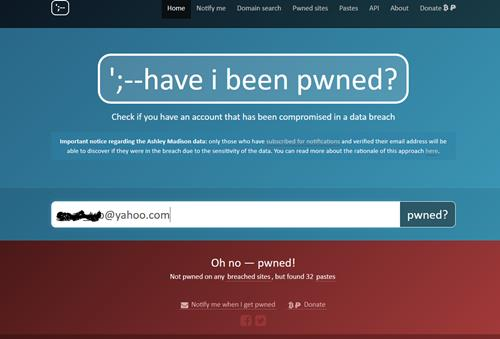 ';--
Home Notify me Domain search Pwned sites Pastes API About Donate
';--have i been pwned?
Check if you have an account that has been compromised in a data breach
Important notice regarding the Ashley Madison data: only those who have subscribed for notifications and verified their email address will be
able to discover if they were in the breach due to the sensitivity of the data. You can read more about the rationale of this approach here.
@yahoo.com pwned?
Oh no — pwned!
Not pwned on any breached sites, but found 32 pastes
Notify me when I get pwned Donate